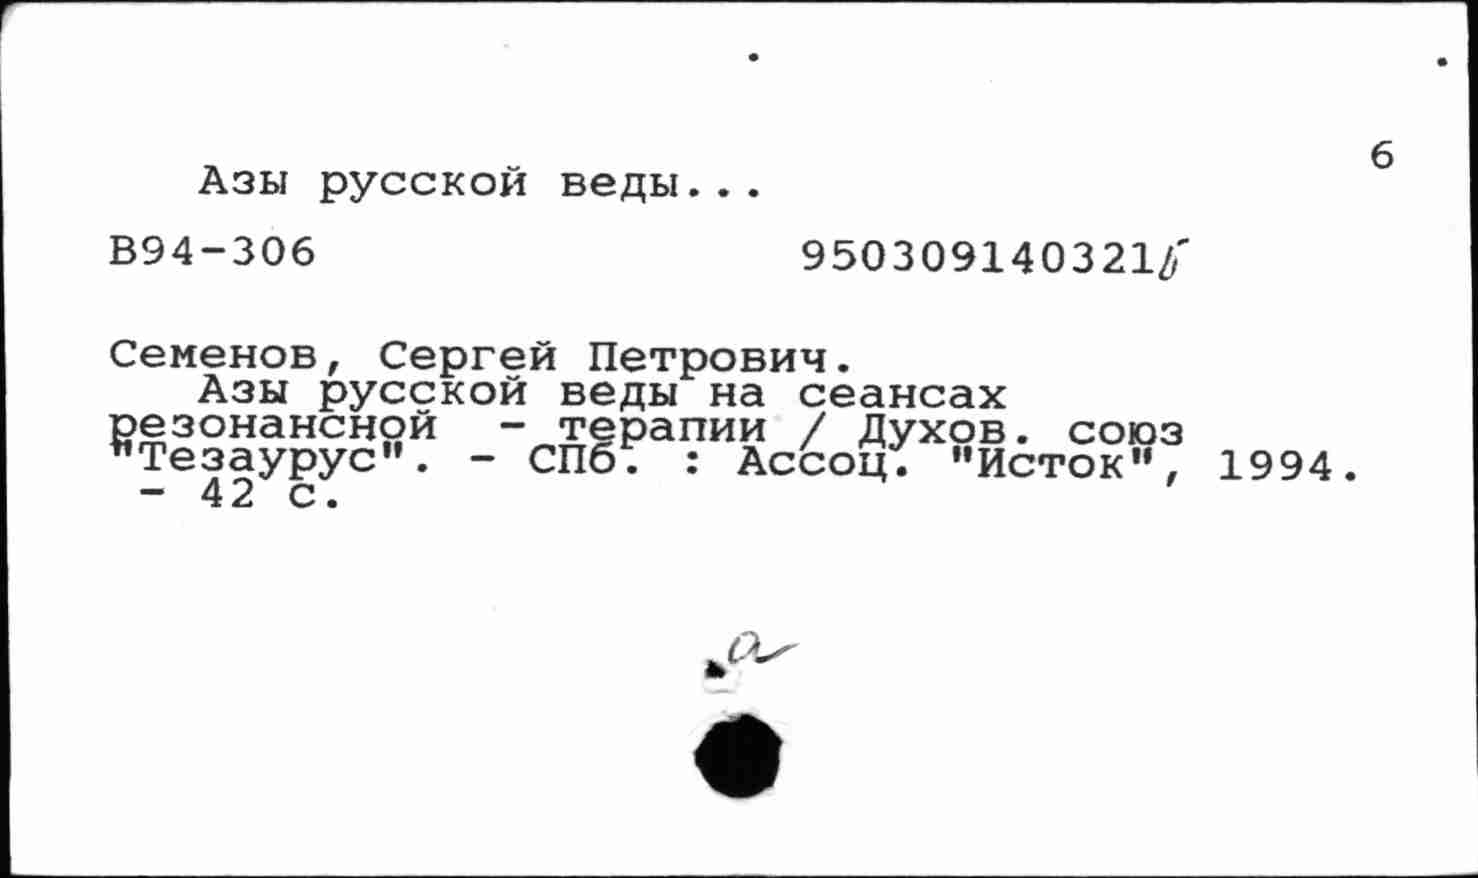 6
Азы русской веды...
В94-306 950309140321
Семенов, Сергей Петрович.
Азы русской веды на сеансах
резонансной - терапии / Духов. союз
"Тезаурус". - СПб. : Ассоц. "Исток", 1994.
- 42 с.
а